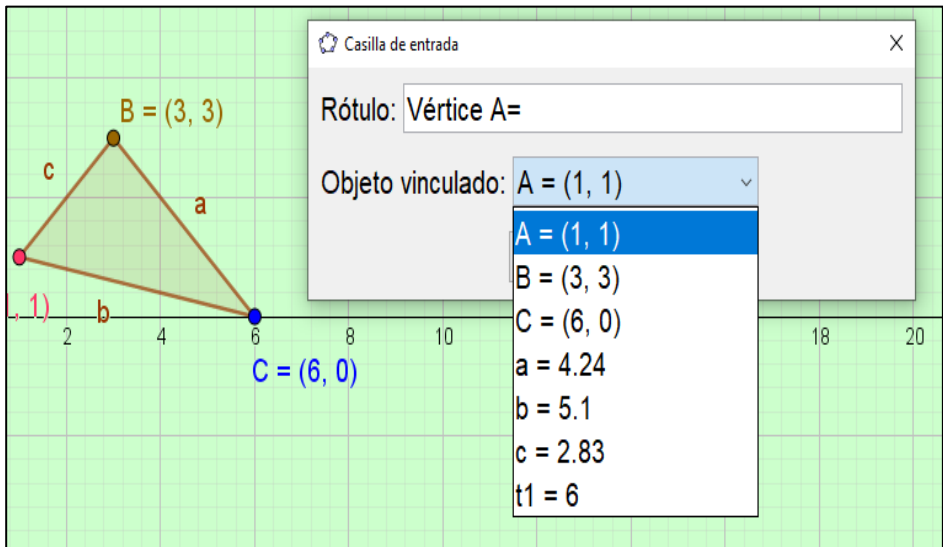 Casilla de entrada
Rótulo: Vértice A=
Objeto vinculado: A = (1, 1)
A = (1, 1)
B = (3, 3)
C = (6, 0)
a = 4.24
b = 5.1
c = 2.83
t1 = 6
B = (3, 3)
c
a
, 1)
b
2 4 6 8 10 18 20
C = (6, 0)